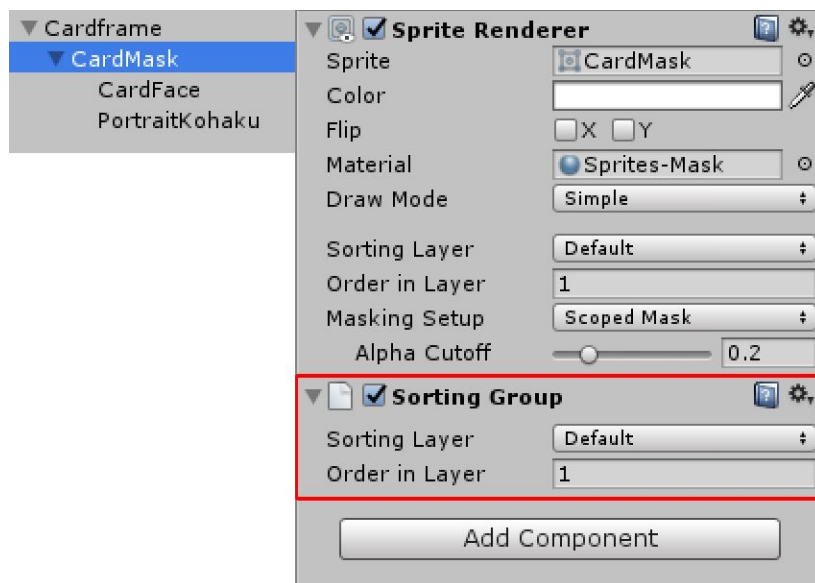 Cardframe
CardMask
CardFace
PortraitKohaku
Sprite Renderer
Sprite CardMask
Color
Flip X Y
Material Sprites-Mask
Draw Mode Simple
Sorting Layer Default
Order in Layer 1
Masking Setup Scoped Mask
Alpha Cutoff 0.2
Sorting Group
Sorting Layer Default
Order in Layer 1
Add Component